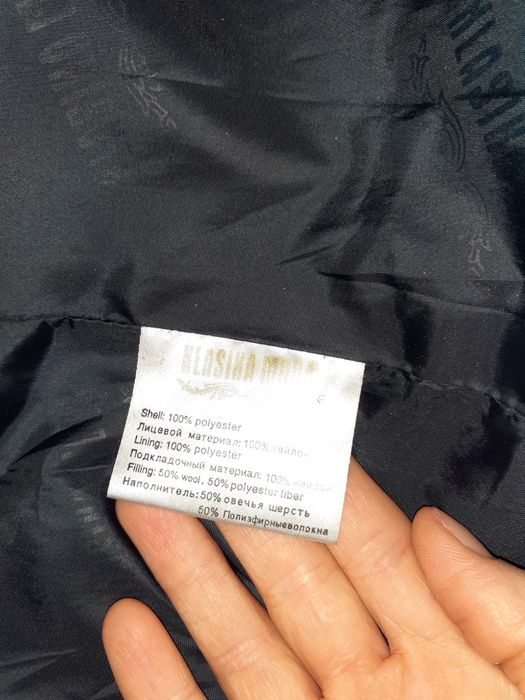 KLASIKA
Shell: 100% polyester
Лицевой материал: 100% нейлон
Lining: 100% polyester
Подкладочный материал: 100% нейлон
Filling: 50% wool , 50% polyester fiber
Наполнитель: 50% овечья шерсть
50% Полиэфирныеволокна